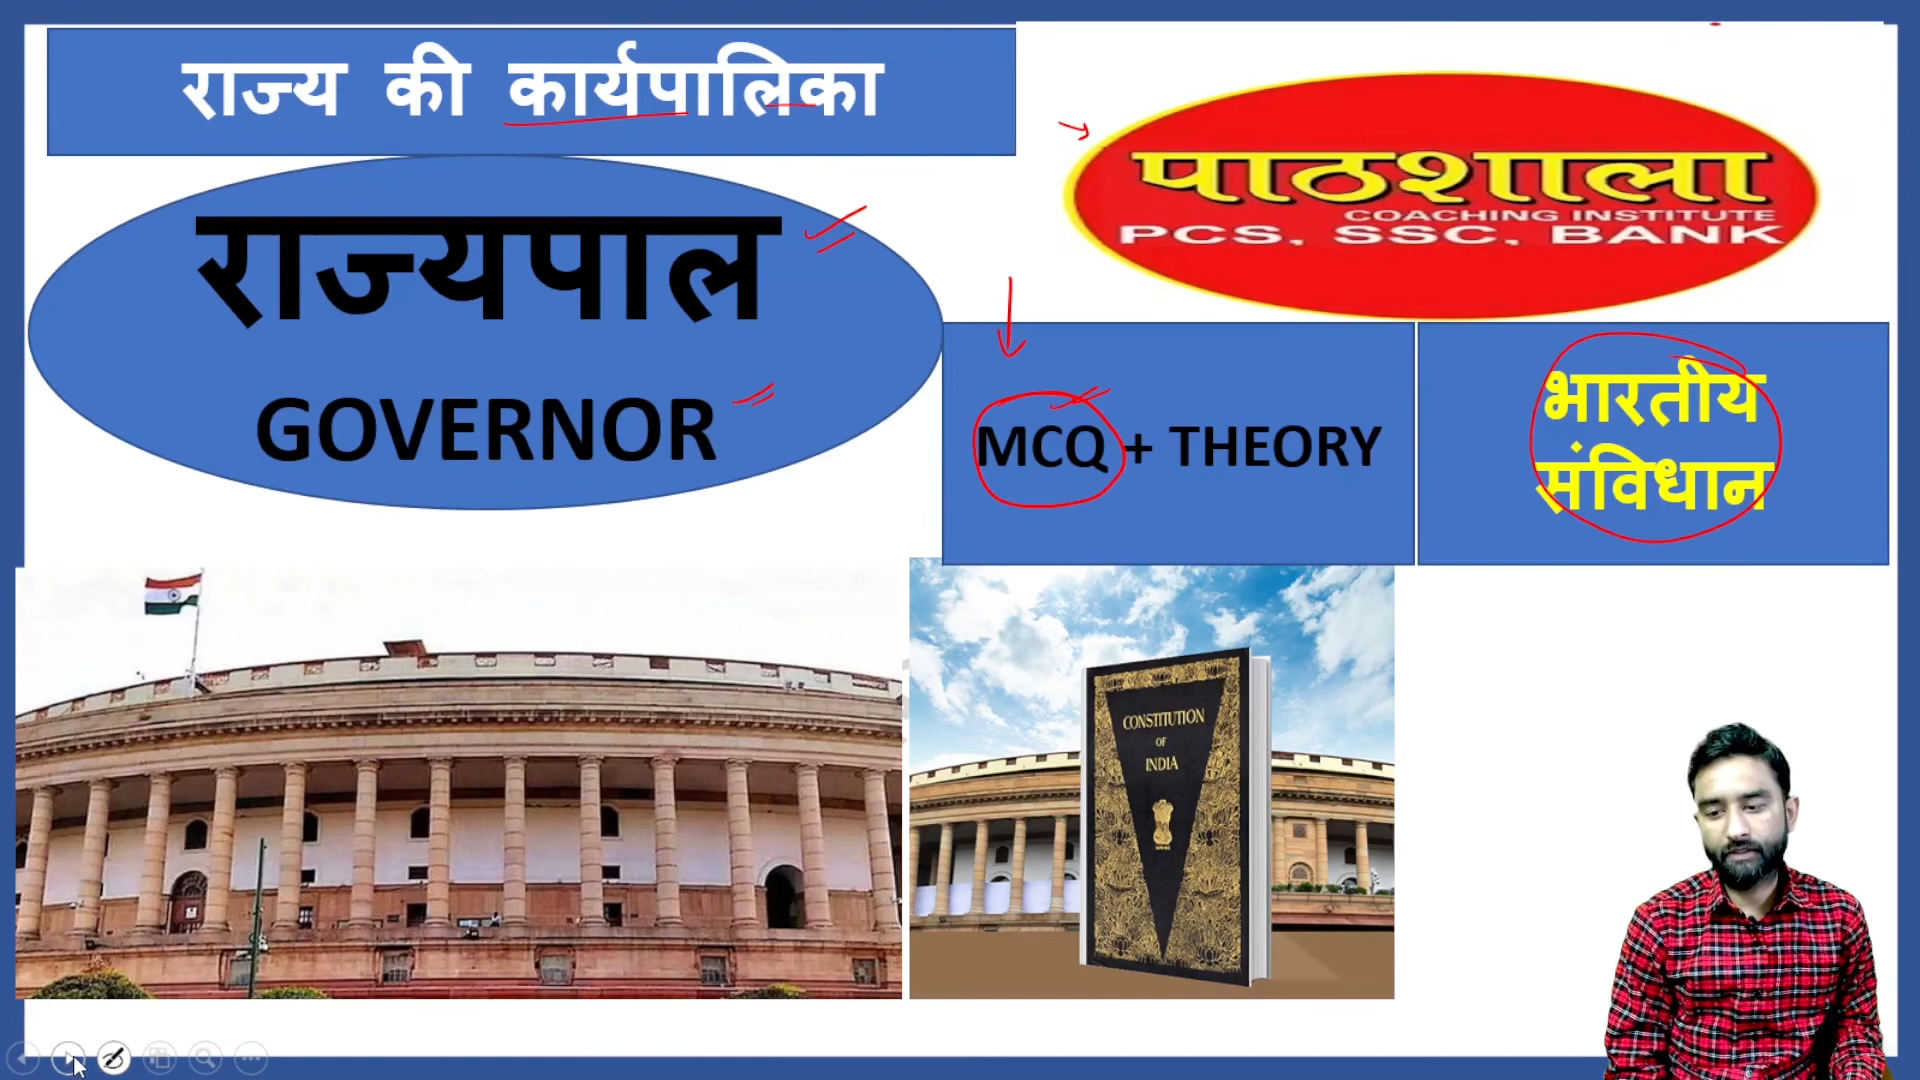 राज्य की कार्यपालिका
राज्यपाल
GOVERNOR
पाठशाला
COACHING INSTITUTE
PCS, SSC, BANK
MCQ + THEORY
भारतीय
संविधान
CONSTITUTION
OF
INDIA